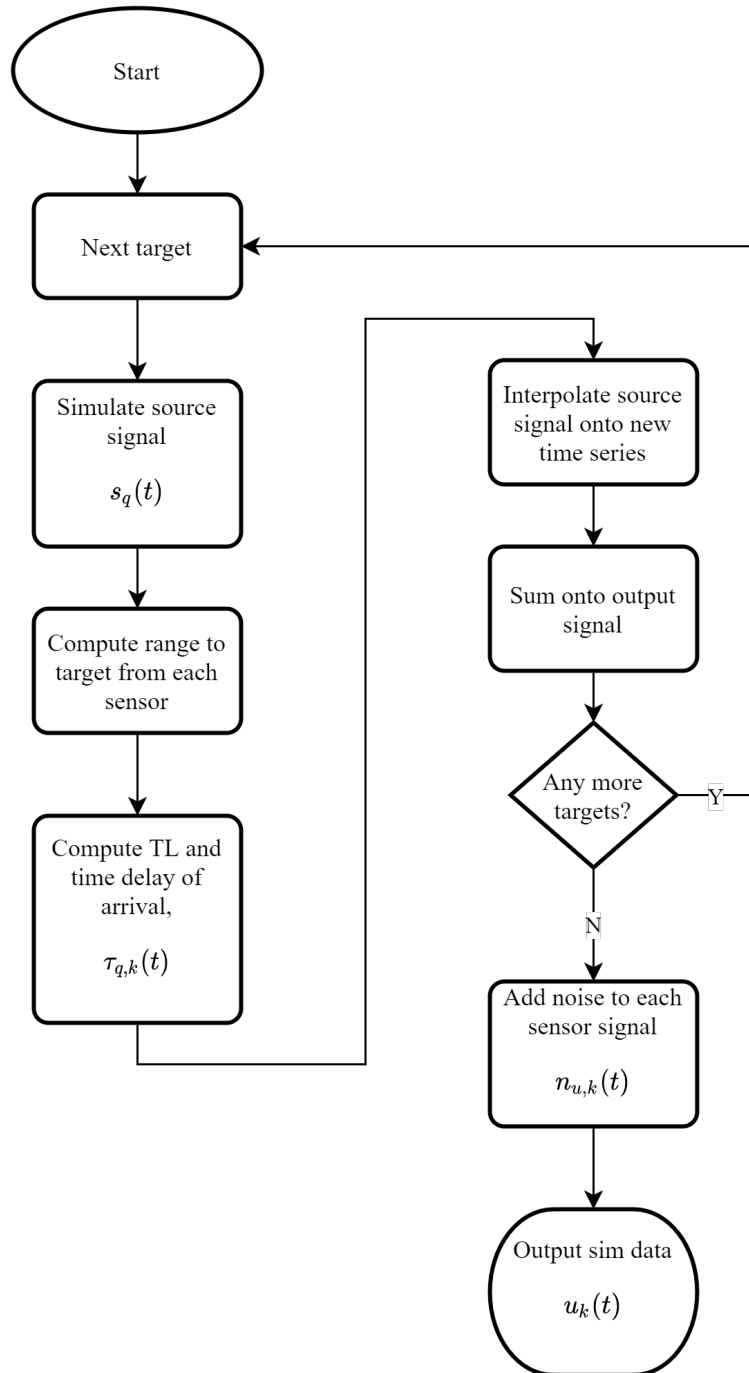 Start
Next target
Simulate source
signal
s_q(t)
Compute range to
target from each
sensor
Compute TL and
time delay of
arrival,
τ_{q,k}(t)
Interpolate source
signal onto new
time series
Sum onto output
signal
Any more
targets?
Y
N
Add noise to each
sensor signal
n_{u,k}(t)
Output sim data
u_k(t)